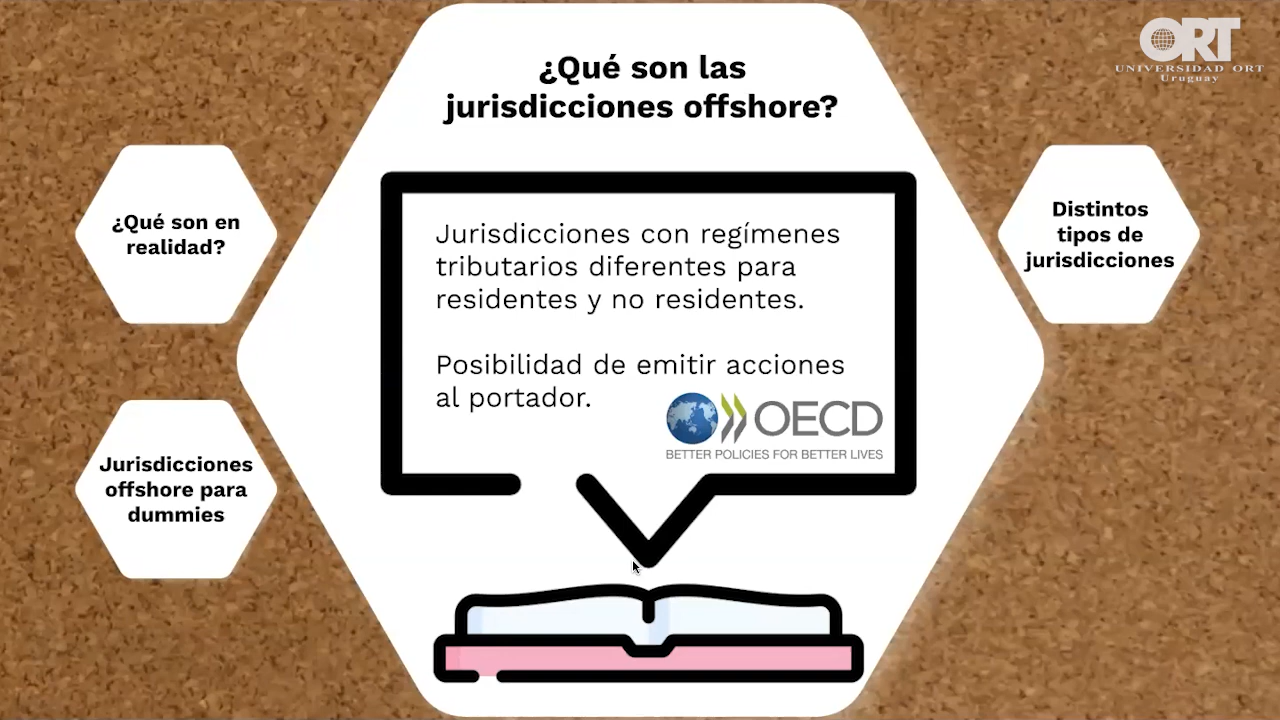 ORT
UNIVERSIDAD ORT
Uruguay
¿Qué son las
jurisdicciones offshore?
¿Qué son en
realidad?
Jurisdicciones con regímenes
tributarios diferentes para
residentes y no residentes.
Posibilidad de emitir acciones
al portador.
OECD
BETTER POLICIES FOR BETTER LIVES
Distintos
tipos de
jurisdicciones
Jurisdicciones
offshore para
dummies